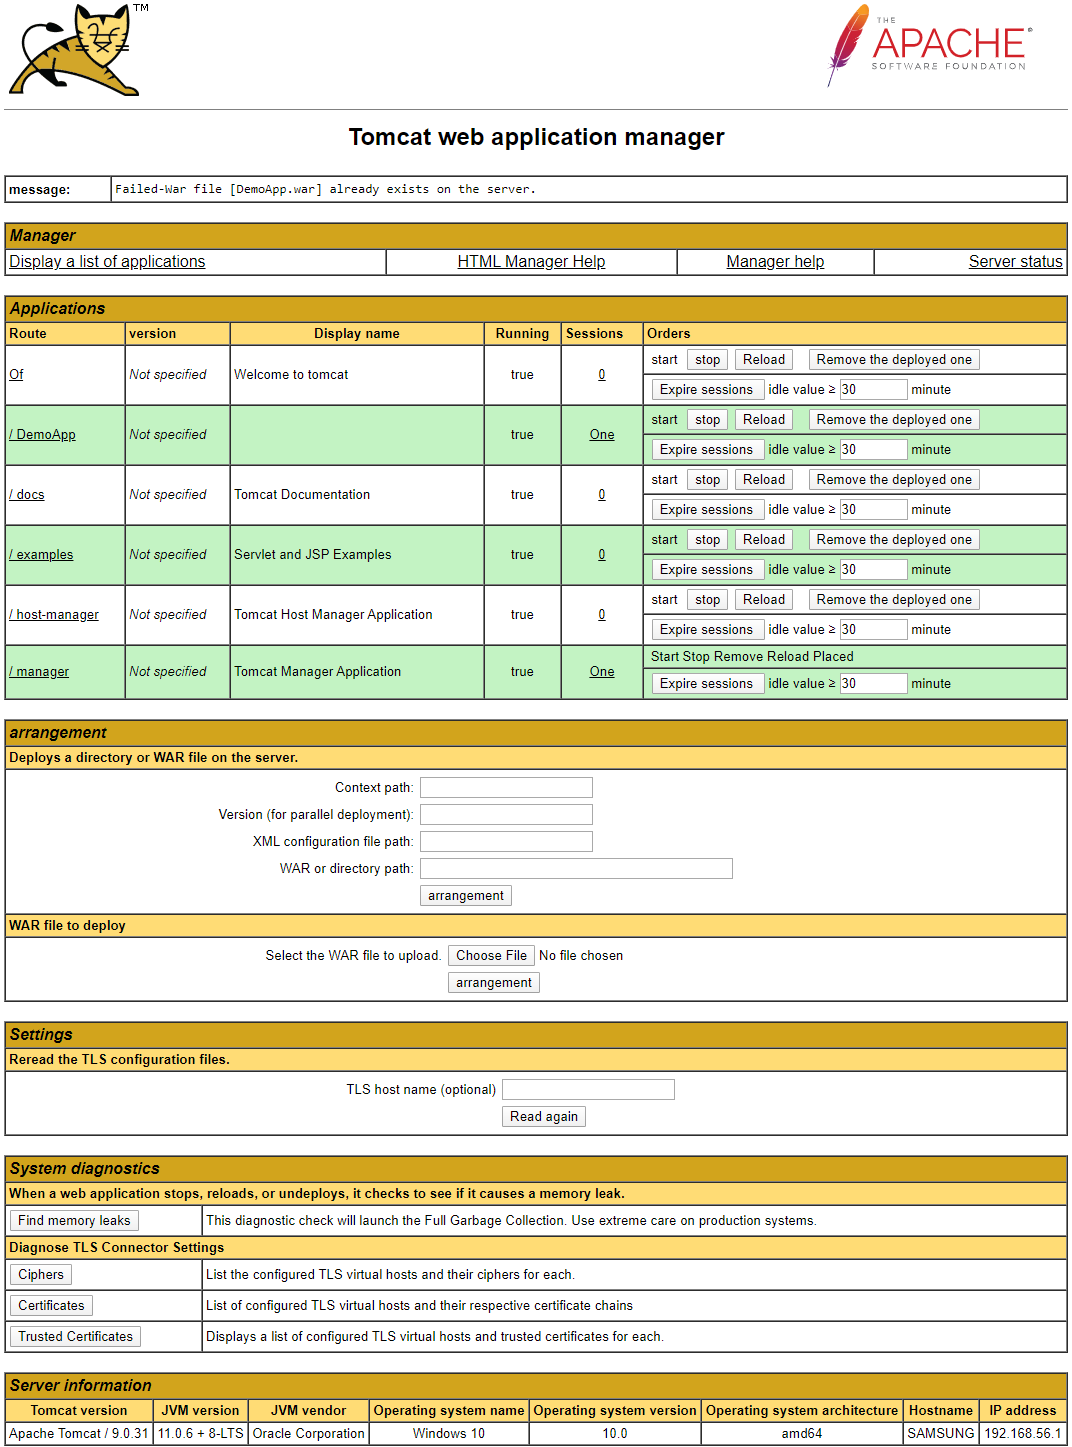 TM
THE
APACHE®
SOFTWARE FOUNDATION
Tomcat web application manager
message: Failed-War file [DemoApp.war] already exists on the server.
Manager
Display a list of applications HTML Manager Help Manager help Server status
Applications
Route version Display name Running Sessions Orders
Of Not specified Welcome to tomcat true 0 start stop Reload Remove the deployed one
Expire sessions idle value ≥ 30 minute
/ DemoApp Not specified true One start stop Reload Remove the deployed one
Expire sessions idle value ≥ 30 minute
/ docs Not specified Tomcat Documentation true 0 start stop Reload Remove the deployed one
Expire sessions idle value ≥ 30 minute
/ examples Not specified Servlet and JSP Examples true 0 start stop Reload Remove the deployed one
Expire sessions idle value ≥ 30 minute
/ host-manager Not specified Tomcat Host Manager Application true 0 start stop Reload Remove the deployed one
Expire sessions idle value ≥ 30 minute
/ manager Not specified Tomcat Manager Application true One Start Stop Remove Reload Placed
Expire sessions idle value ≥ 30 minute
arrangement
Deploys a directory or WAR file on the server.
Context path:
Version (for parallel deployment):
XML configuration file path:
WAR or directory path:
arrangement
WAR file to deploy
Select the WAR file to upload. Choose File No file chosen
arrangement
Settings
Reread the TLS configuration files.
TLS host name (optional)
Read again
System diagnostics
When a web application stops, reloads, or undeploys, it checks to see if it causes a memory leak.
Find memory leaks This diagnostic check will launch the Full Garbage Collection. Use extreme care on production systems.
Diagnose TLS Connector Settings
Ciphers List the configured TLS virtual hosts and their ciphers for each.
Certificates List of configured TLS virtual hosts and their respective certificate chains
Trusted Certificates Displays a list of configured TLS virtual hosts and trusted certificates for each.
Server information
Tomcat version JVM version JVM vendor Operating system name Operating system version Operating system architecture Hostname IP address
Apache Tomcat / 9.0.31 11.0.6 + 8-LTS Oracle Corporation Windows 10 10.0 amd64 SAMSUNG 192.168.56.1